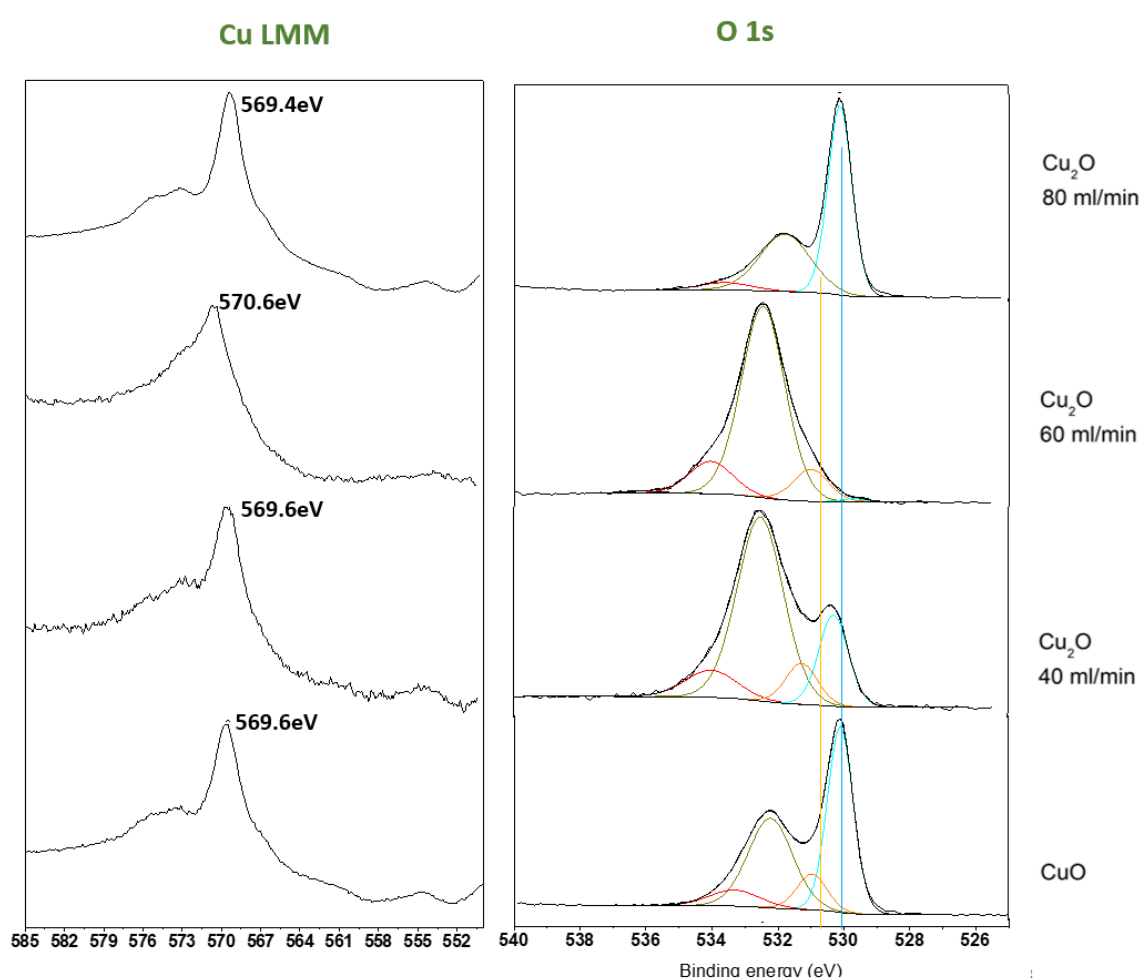 Cu LMM
O 1s
569.4eV
Cu₂O
80 ml/min
570.6eV
Cu₂O
60 ml/min
569.6eV
Cu₂O
40 ml/min
569.6eV
CuO
585 582 579 576 573 570 567 564 561 558 555 552
540 538 536 534 532 530 528 526
Binding energy (eV)